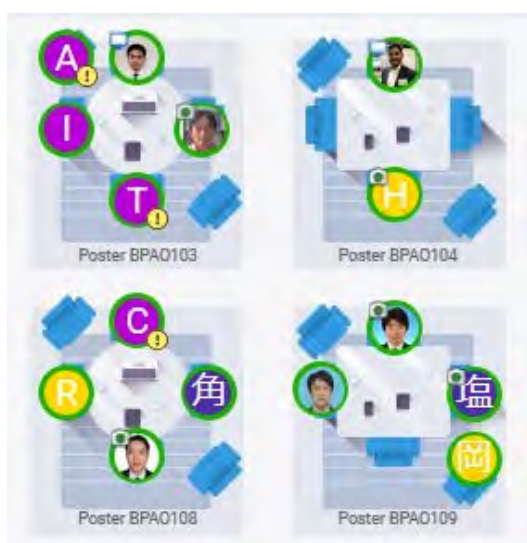 A
I
T
Poster BPAO103
H
Poster BPAO104
C
R
角
Poster BPAO108
塩
岡
Poster BPAO109